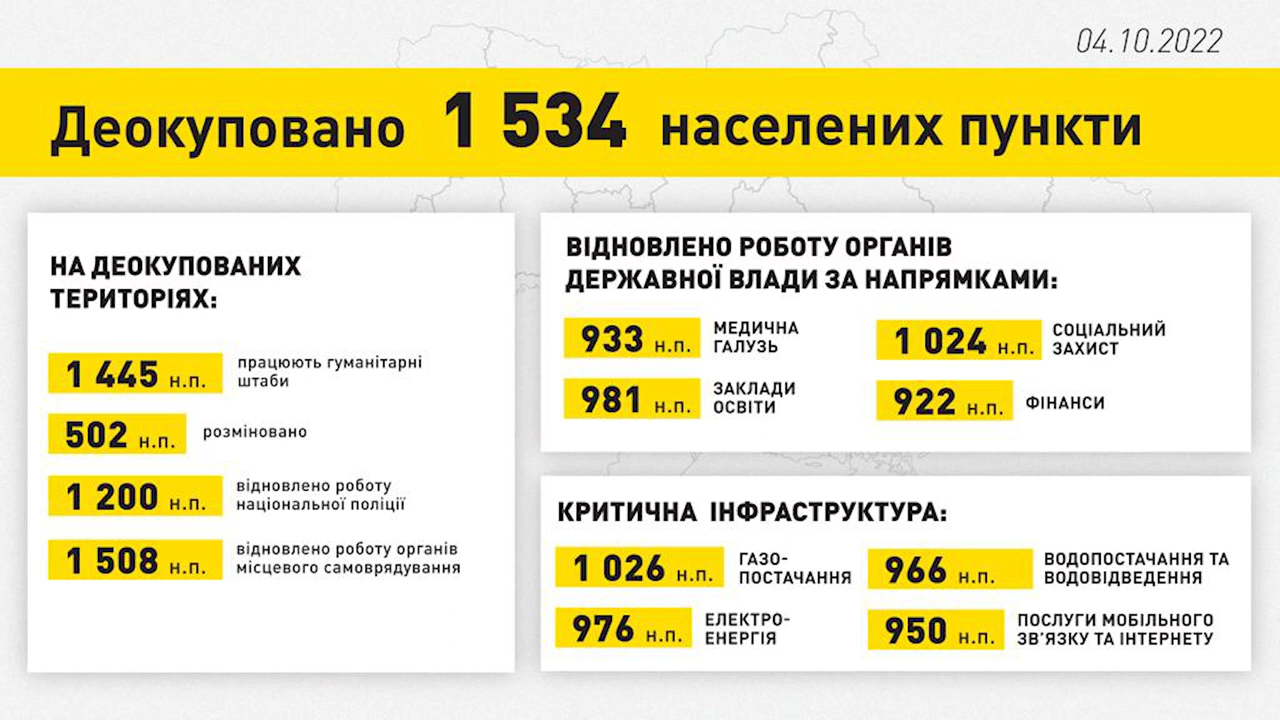 04.10.2022
Деокуповано 1 534 населених пункти
НА ДЕОКУПОВАНИХ
ТЕРИТОРІЯХ:
1 445 н.п.
працюють гуманітарні
штаби
502 н.п.
розміновано
1 200 н.п.
відновлено роботу
національної поліції
1 508 н.п.
відновлено роботу органів
місцевого самоврядування
ВІДНОВЛЕНО РОБОТУ ОРГАНІВ
ДЕРЖАВНОЇ ВЛАДИ ЗА НАПРЯМКАМИ:
933 н.п.
МЕДИЧНА
ГАЛУЗЬ
1 024 н.п.
СОЦІАЛЬНИЙ
ЗАХИСТ
981 н.п.
ЗАКЛАДИ
ОСВІТИ
922 н.п.
ФІНАНСИ
КРИТИЧНА ІНФРАСТРУКТУРА:
1 026 н.п.
ГАЗО-
ПОСТАЧАННЯ
966 н.п.
ВОДОПОСТАЧАННЯ ТА
ВОДОВІДВЕДЕННЯ
976 н.п.
ЕЛЕКТРО-
ЕНЕРГІЯ
950 н.п.
ПОСЛУГИ МОБІЛЬНОГО
ЗВ’ЯЗКУ ТА ІНТЕРНЕТУ